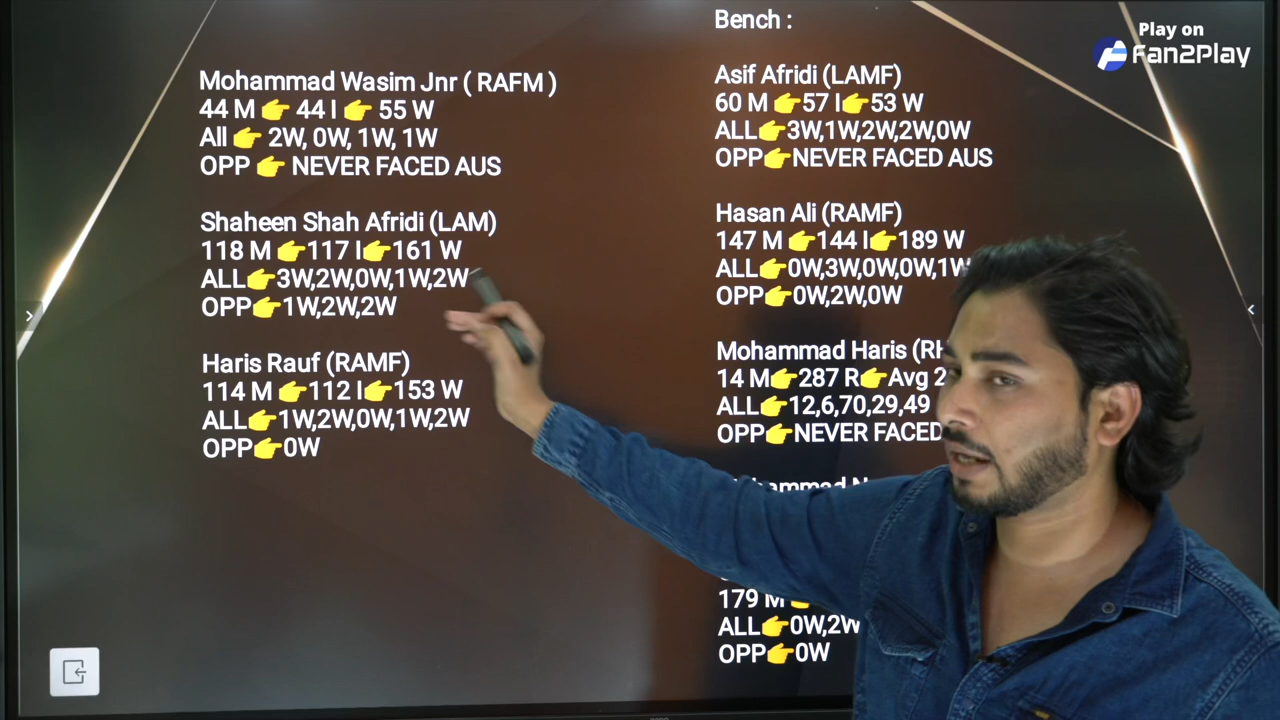 Mohammad Wasim Jnr ( RAFM )
44 M 👉 44 I 👉 55 W
All 👉 2W, 0W, 1W, 1W
OPP 👉 NEVER FACED AUS
Shaheen Shah Afridi (LAM)
118 M 👉117 I👉161 W
ALL👉3W,2W,0W,1W,2W
OPP👉1W,2W,2W
Haris Rauf (RAMF)
114 M 👉112 I👉153 W
ALL👉1W,2W,0W,1W,2W
OPP👉0W
Bench :
Asif Afridi (LAMF)
60 M 👉57 I👉53 W
ALL👉3W,1W,2W,2W,0W
OPP👉NEVER FACED AUS
Hasan Ali (RAMF)
147 M 👉144 I👉189 W
ALL👉0W,3W,0W,0W,1W
OPP👉0W,2W,0W
Mohammad Haris
14 M👉287 R👉Avg
ALL👉12,6,70,29,49
OPP👉NEVER FACED
179 M
ALL👉0W,2W
OPP👉0W
Play on
Fan2Play